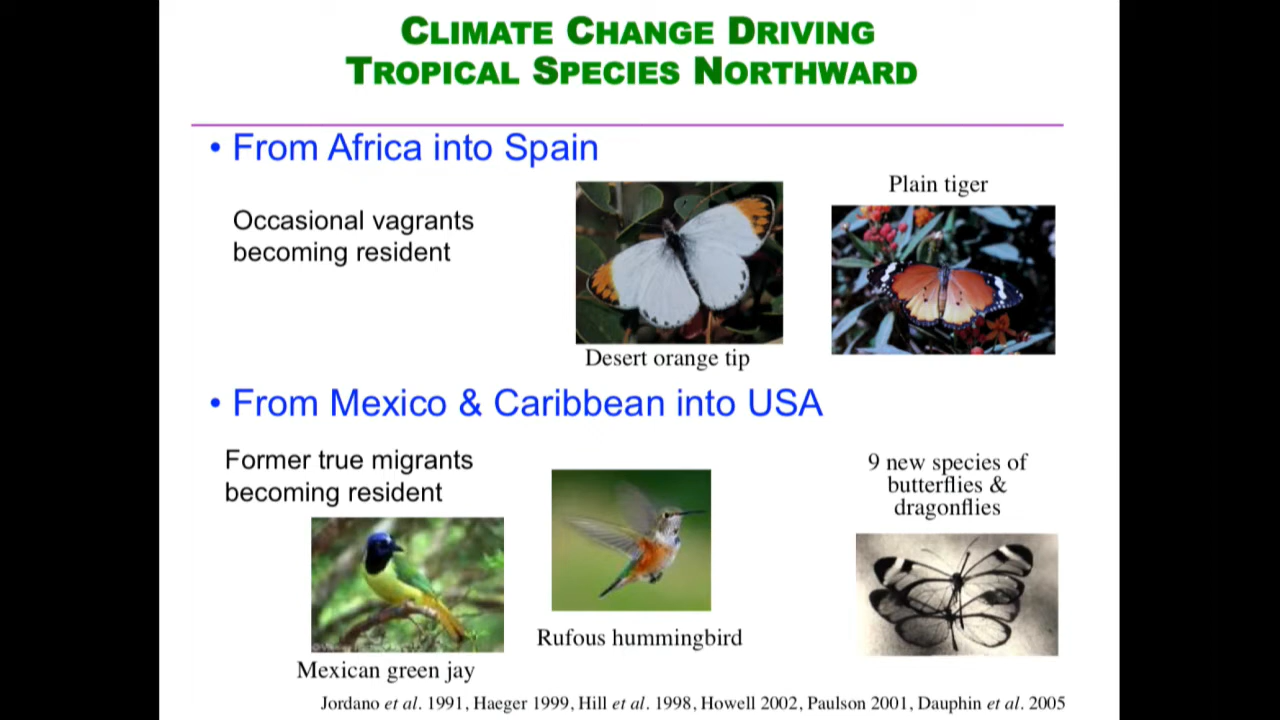 CLIMATE CHANGE DRIVING
TROPICAL SPECIES NORTHWARD
• From Africa into Spain
Occasional vagrants
becoming resident
Plain tiger
Desert orange tip
• From Mexico & Caribbean into USA
Former true migrants
becoming resident
9 new species of
butterflies &
dragonflies
Rufous hummingbird
Mexican green jay
Jordano et al. 1991, Haeger 1999, Hill et al. 1998, Howell 2002, Paulson 2001, Dauphin et al. 2005